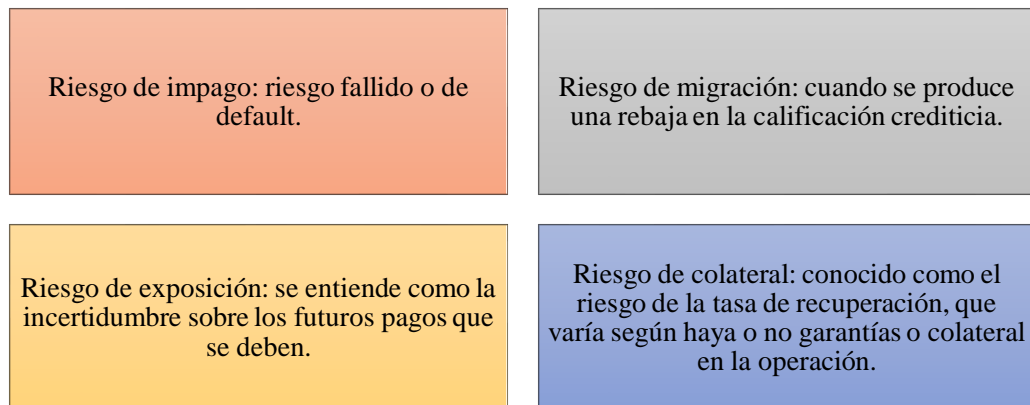 Riesgo de impago: riesgo fallido o de
default.
Riesgo de migración: cuando se produce
una rebaja en la calificación crediticia.
Riesgo de exposición: se entiende como la
incertidumbre sobre los futuros pagos que
se deben.
Riesgo de colateral: conocido como el
riesgo de la tasa de recuperación, que
varía según haya o no garantías o colateral
en la operación.